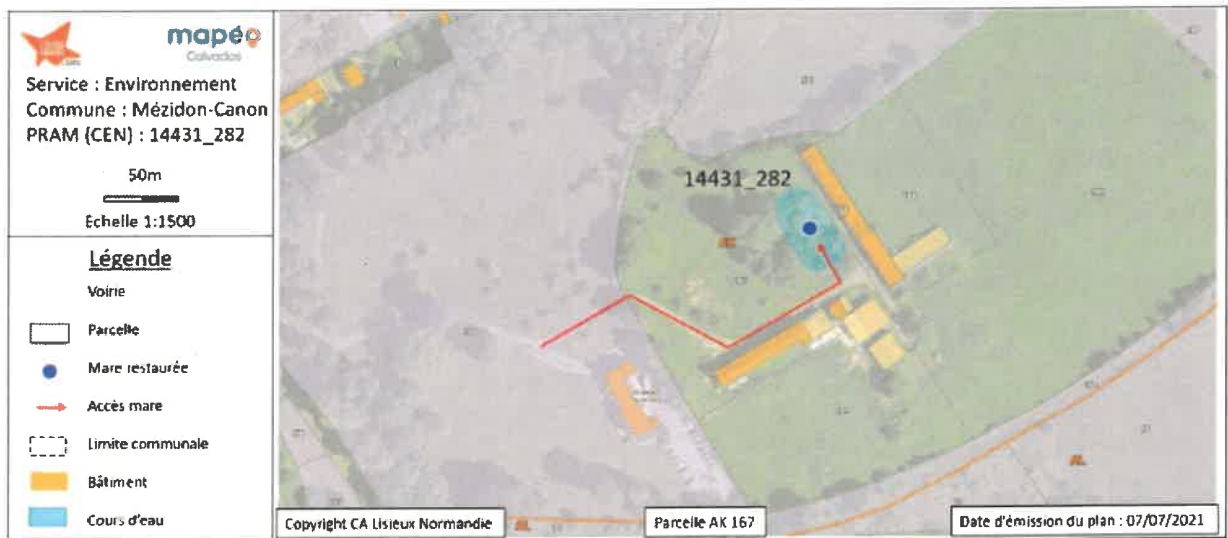 mapéo
Calvados
Service : Environnement
Commune : Mézidon-Canon
PRAM (CEN) : 14431_282
50m
Echelle 1:1500
Légende
Voirie
Parcelle
Mare restaurée
Accès mare
Limite communale
Bâtiment
Cours d'eau
14431_282
Copyright CA Lisieux Normandie
Parcelle AK 167
Date d'émission du plan : 07/07/2021